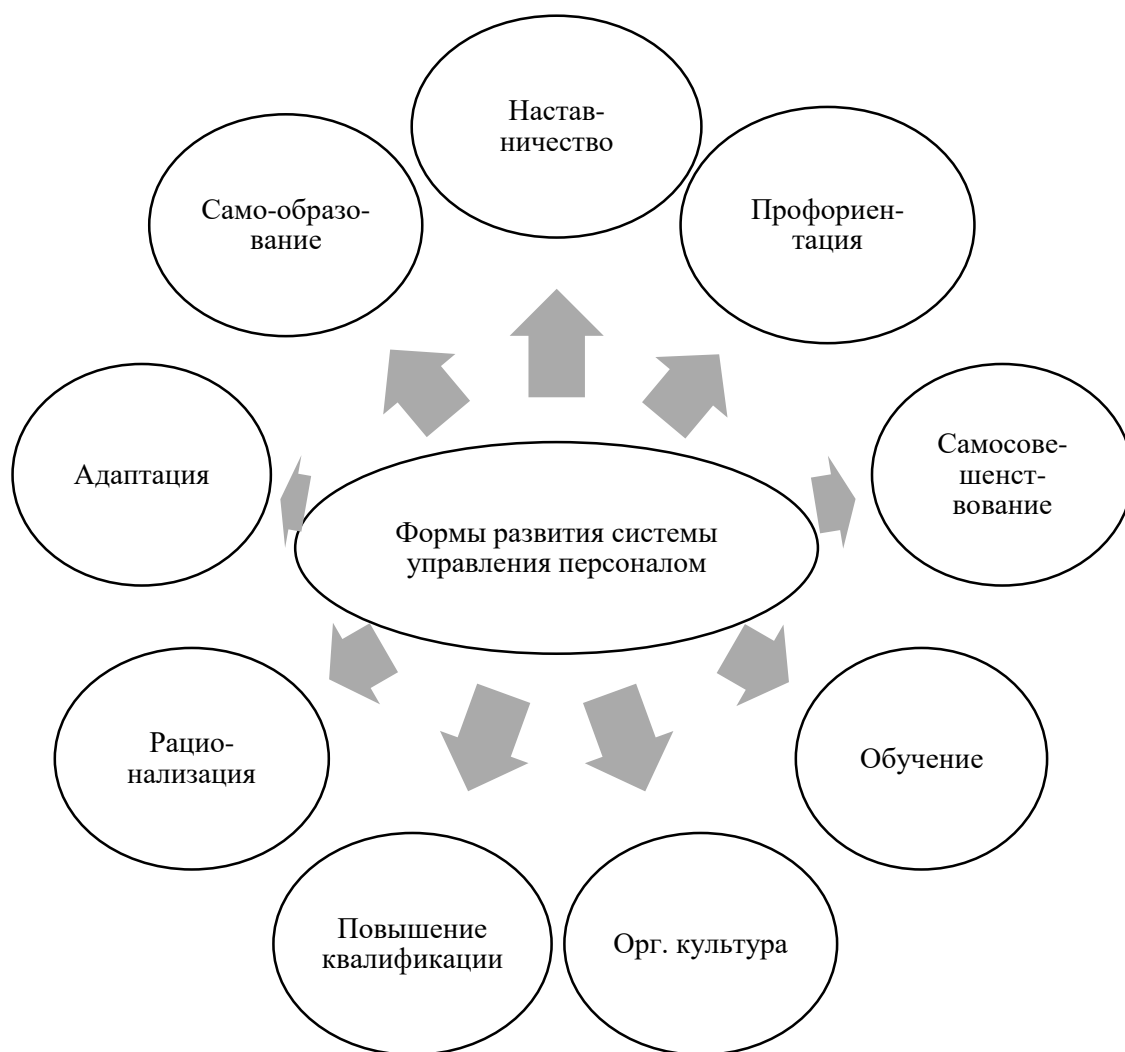 Настав-
ничество
Само-образо-
вание
Профориен-
тация
Адаптация
Самосове-
шенст-
вование
Формы развития системы
управления персоналом
Рацио-
нализация
Обучение
Повышение
квалификации
Орг. культура